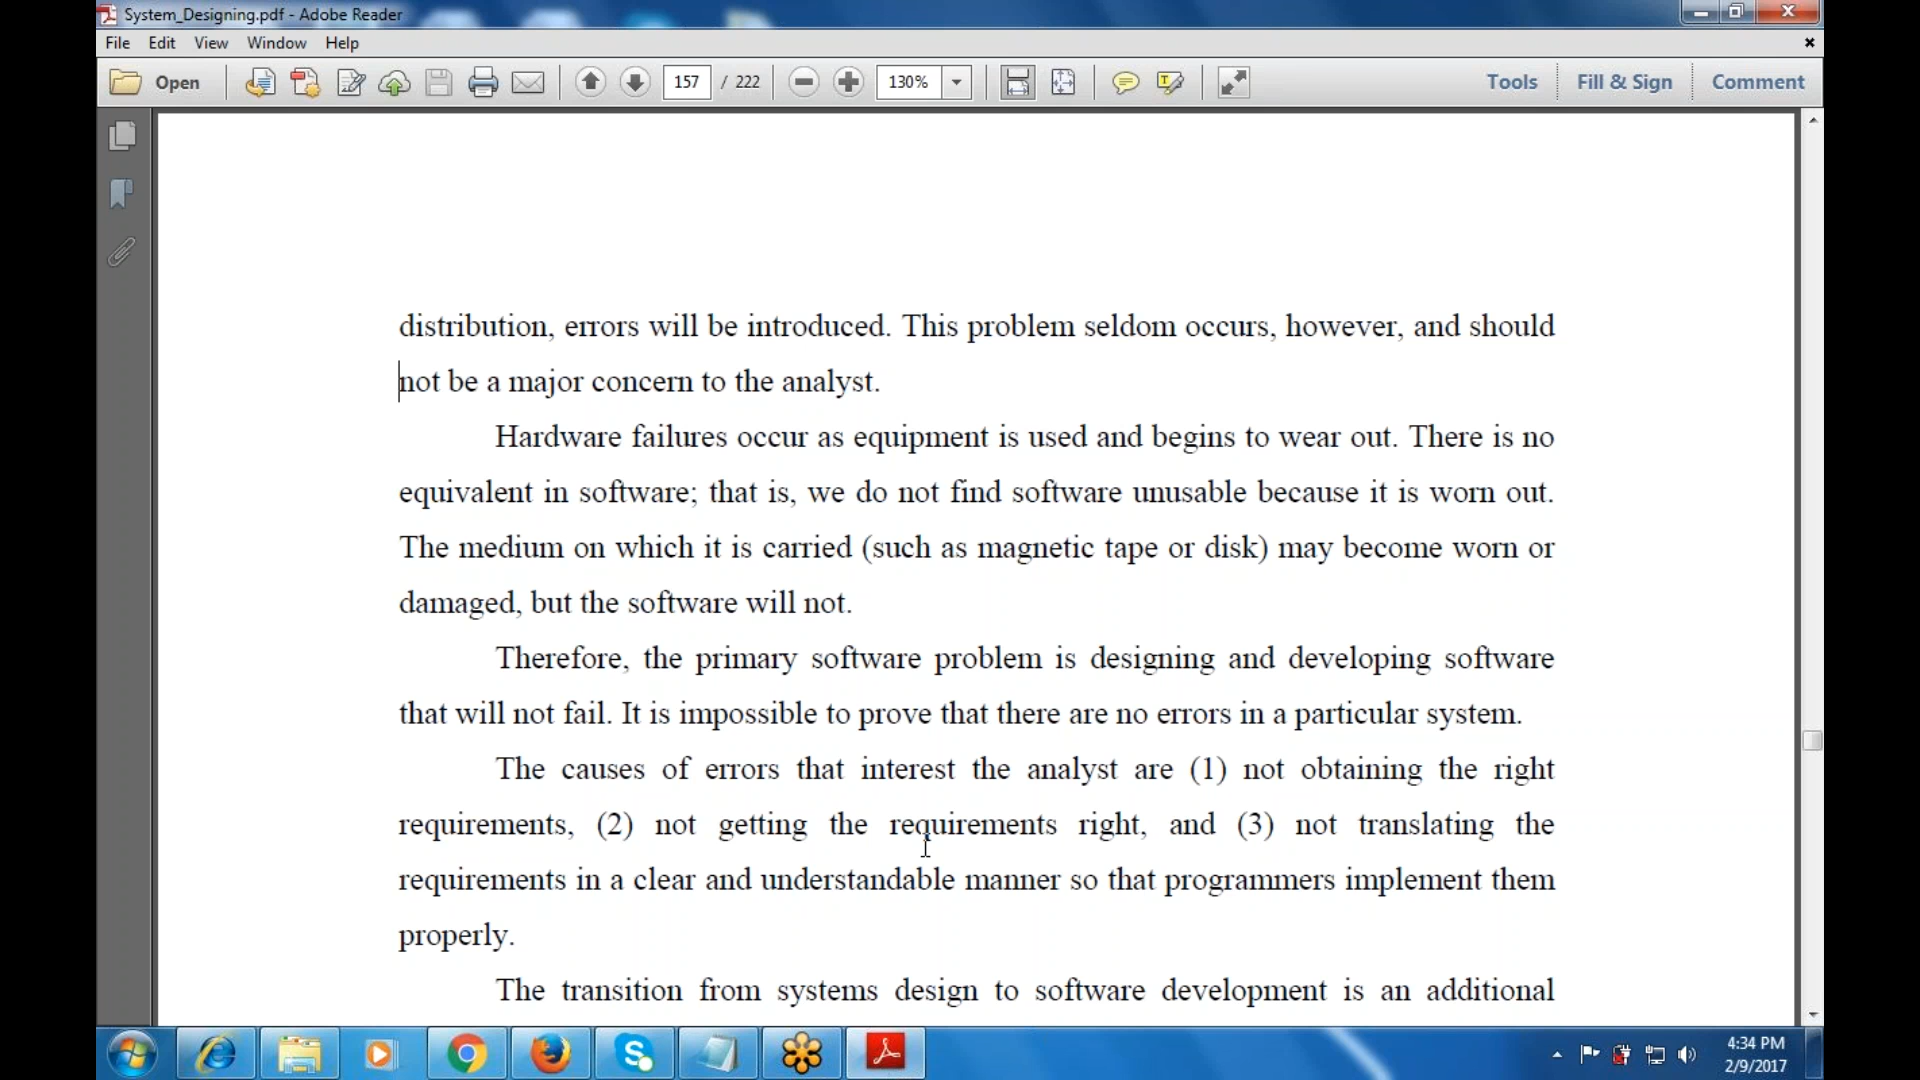 System_Designing.pdf - Adobe Reader
File Edit View Window Help
Open 157 / 222 130% Tools Fill & Sign Comment
distribution, errors will be introduced. This problem seldom occurs, however, and should
not be a major concern to the analyst.
Hardware failures occur as equipment is used and begins to wear out. There is no
equivalent in software; that is, we do not find software unusable because it is worn out.
The medium on which it is carried (such as magnetic tape or disk) may become worn or
damaged, but the software will not.
Therefore, the primary software problem is designing and developing software
that will not fail. It is impossible to prove that there are no errors in a particular system.
The causes of errors that interest the analyst are (1) not obtaining the right
requirements, (2) not getting the requirements right, and (3) not translating the
requirements in a clear and understandable manner so that programmers implement them
properly.
The transition from systems design to software development is an additional
4:34 PM
2/9/2017